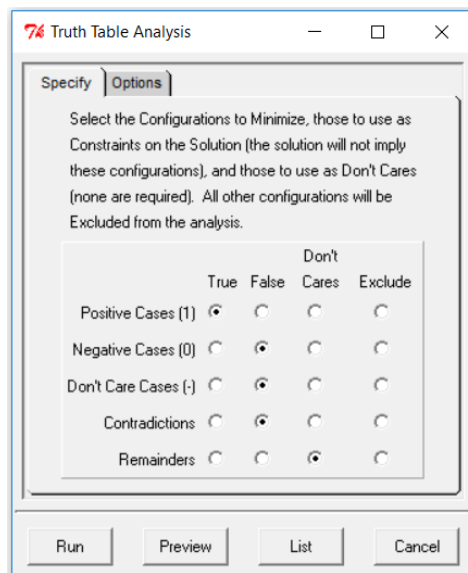 Truth Table Analysis
Specify Options
Select the Configurations to Minimize, those to use as
Constraints on the Solution (the solution will not imply
these configurations), and those to use as Don't Cares
(none are required). All other configurations will be
Excluded from the analysis.
Don't
True False Cares Exclude
Positive Cases (1)
Negative Cases (0)
Don't Care Cases (-)
Contradictions
Remainders
Run Preview List Cancel